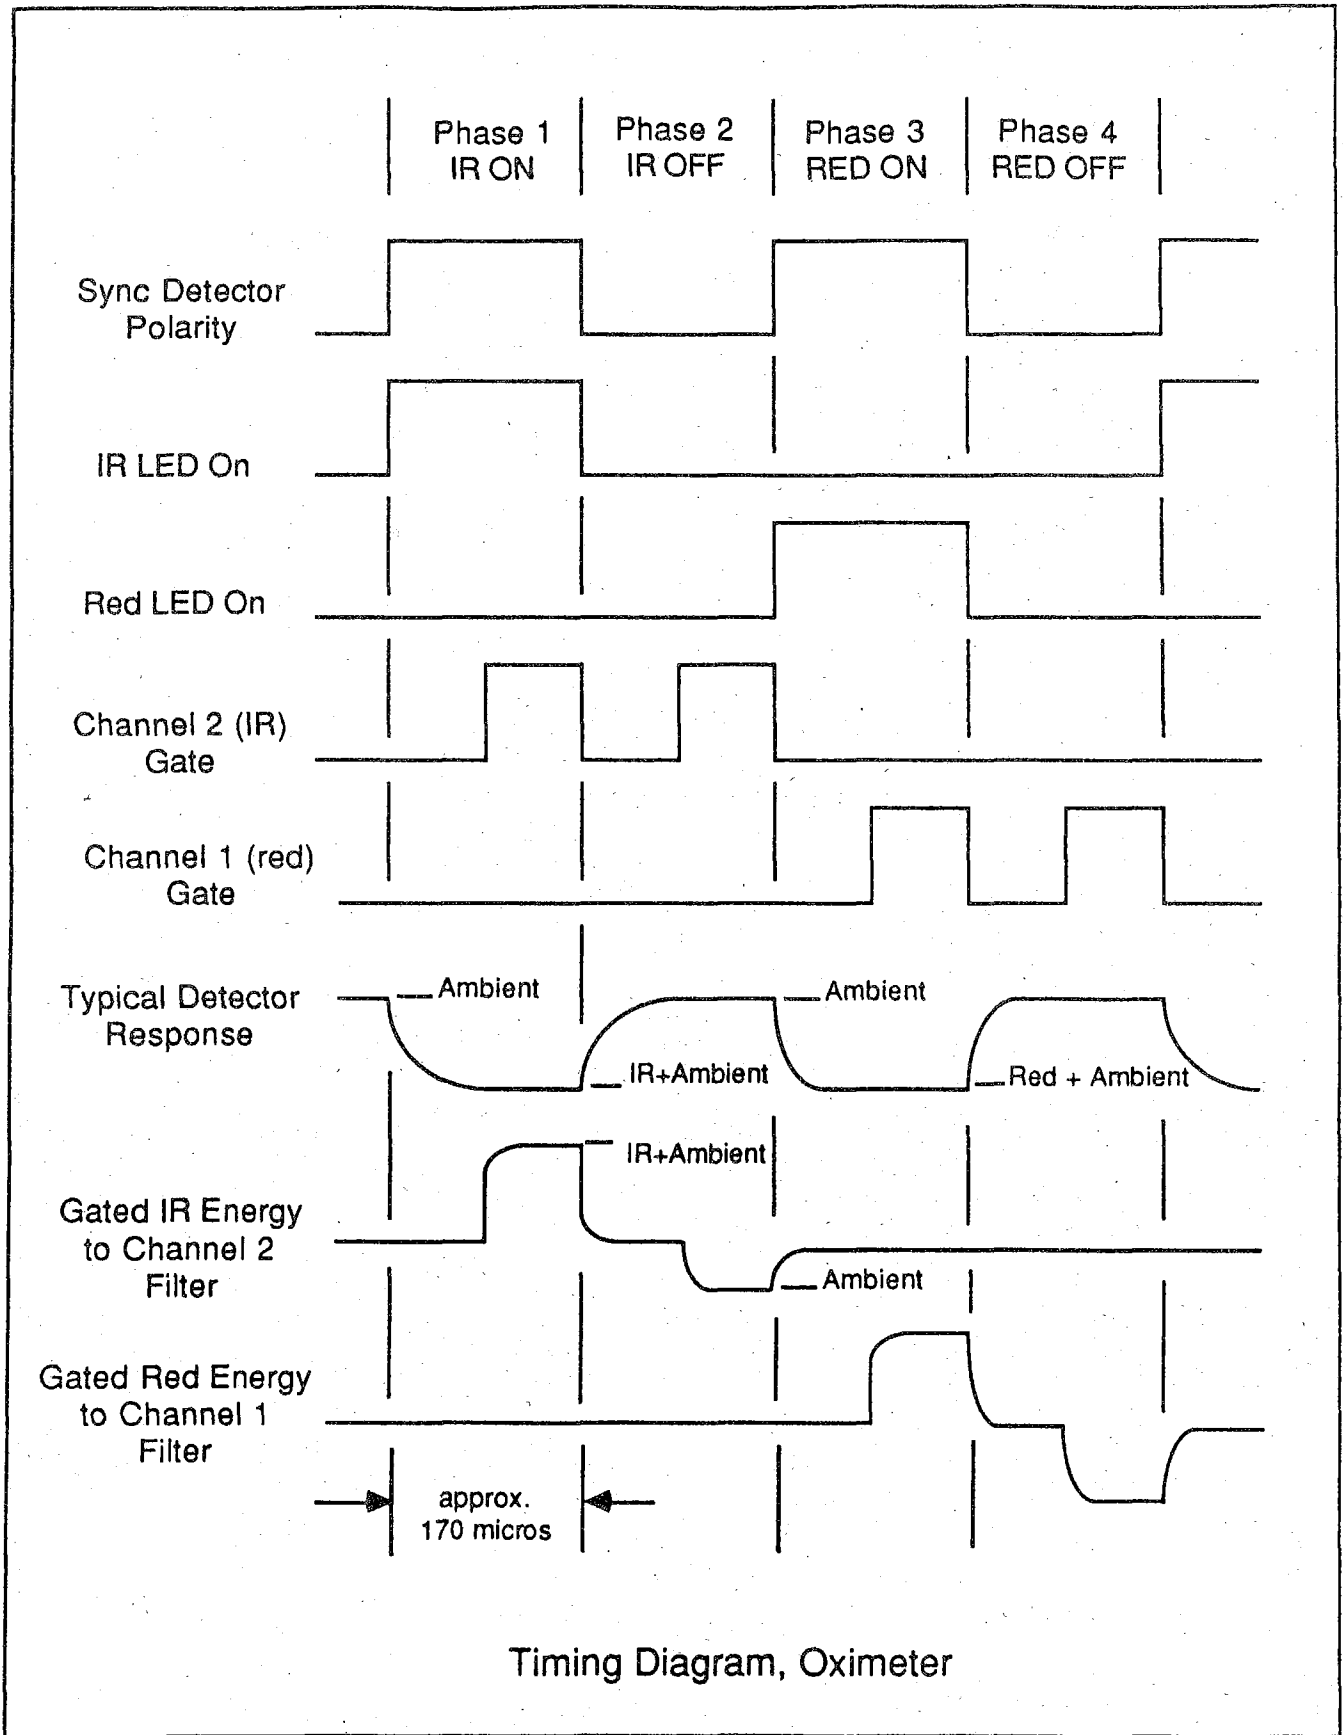 Phase 1
IR ON
Phase 2
IR OFF
Phase 3
RED ON
Phase 4
RED OFF
Sync Detector
Polarity
IR LED On
Red LED On
Channel 2 (IR)
Gate
Channel 1 (red)
Gate
Typical Detector
Response
Ambient
IR+Ambient
Ambient
Red + Ambient
Gated IR Energy
to Channel 2
Filter
IR+Ambient
Ambient
Gated Red Energy
to Channel 1
Filter
approx.
170 micros
Timing Diagram, Oximeter